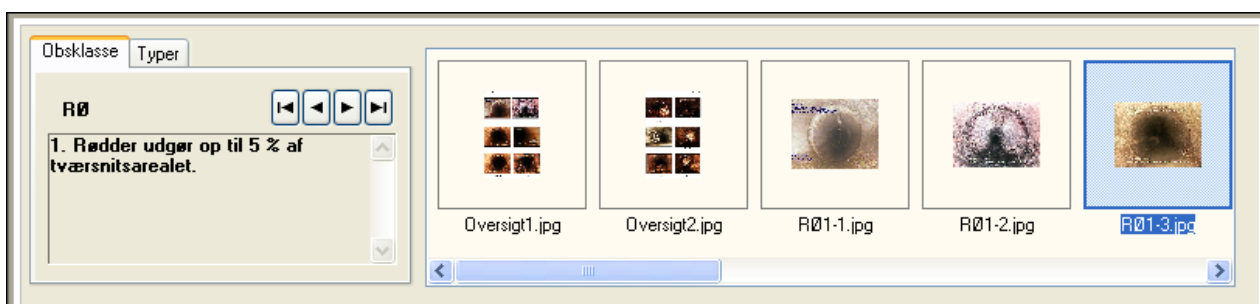 Obsklasse Typer
RØ
1. Rødder udgør op til 5 % af
tværsnitsarealet.
Oversigt1.jpg Oversigt2.jpg RØ1-1.jpg RØ1-2.jpg RØ1-3.jpg